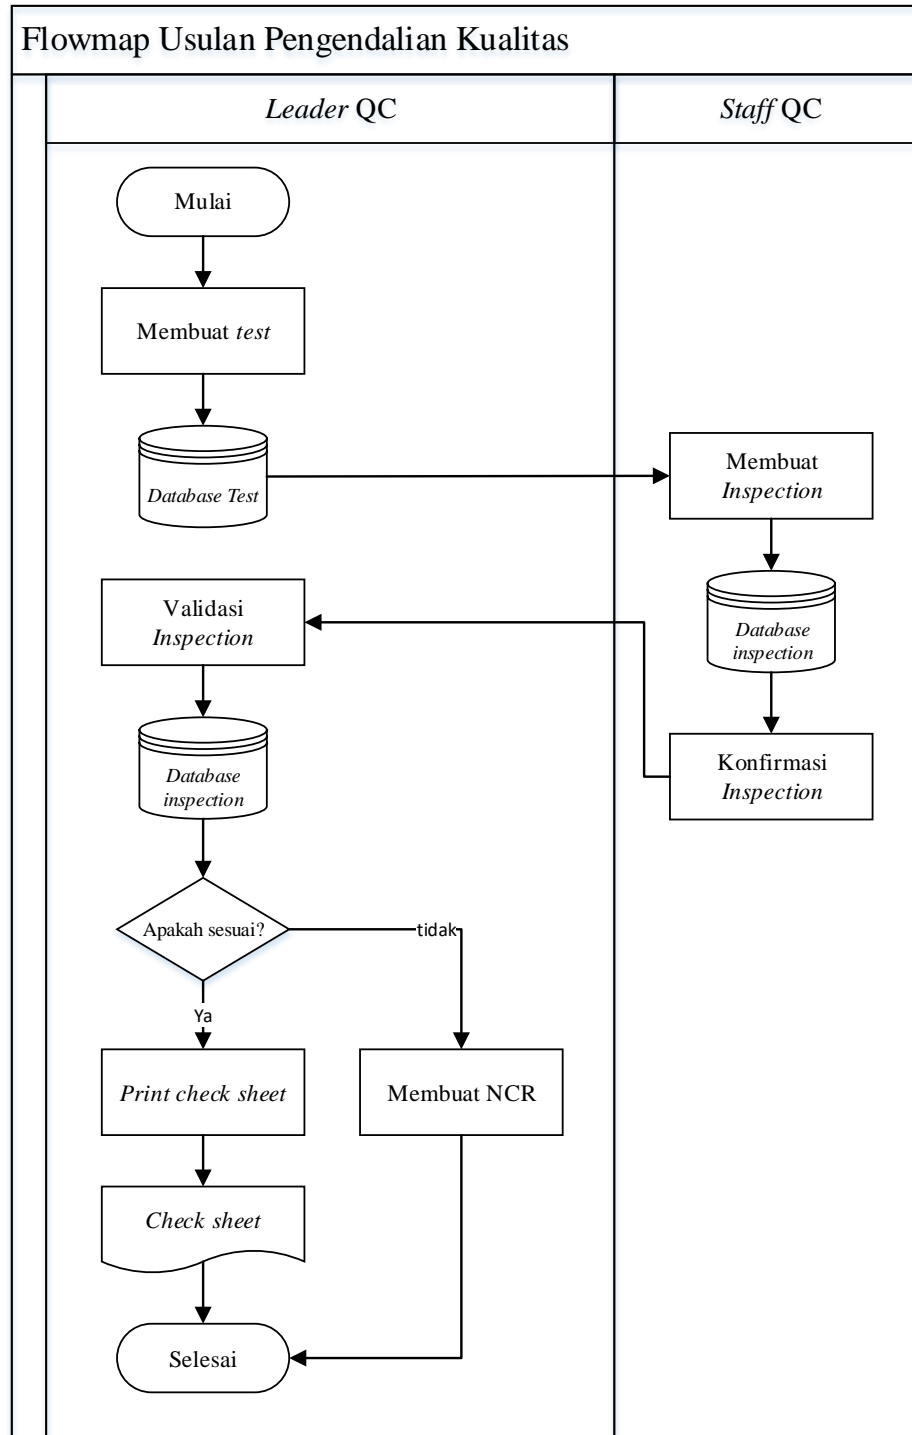 Flowmap Usulan Pengendalian Kualitas
Leader QC
Staff QC
Mulai
Membuat test
Database Test
Membuat
Inspection
Database
inspection
Konfirmasi
Inspection
Validasi
Inspection
Database
inspection
Apakah sesuai?
tidak
Ya
Print check sheet
Membuat NCR
Check sheet
Selesai